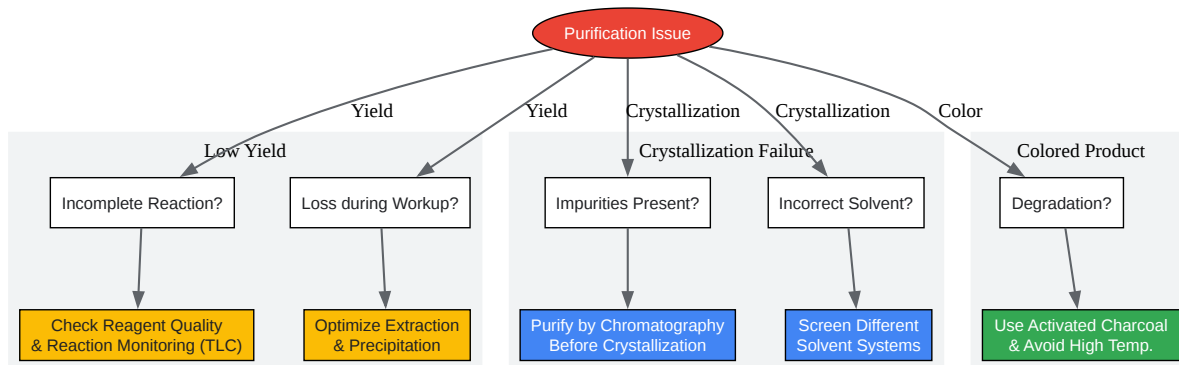 Purification Issue
Yield
Yield
Crystallization
Crystallization
Color
Low Yield
Crystallization Failure
Colored Product
Incomplete Reaction?
Loss during Workup?
Impurities Present?
Incorrect Solvent?
Degradation?
Check Reagent Quality
& Reaction Monitoring (TLC)
Optimize Extraction
& Precipitation
Purify by Chromatography
Before Crystallization
Screen Different
Solvent Systems
Use Activated Charcoal
& Avoid High Temp.